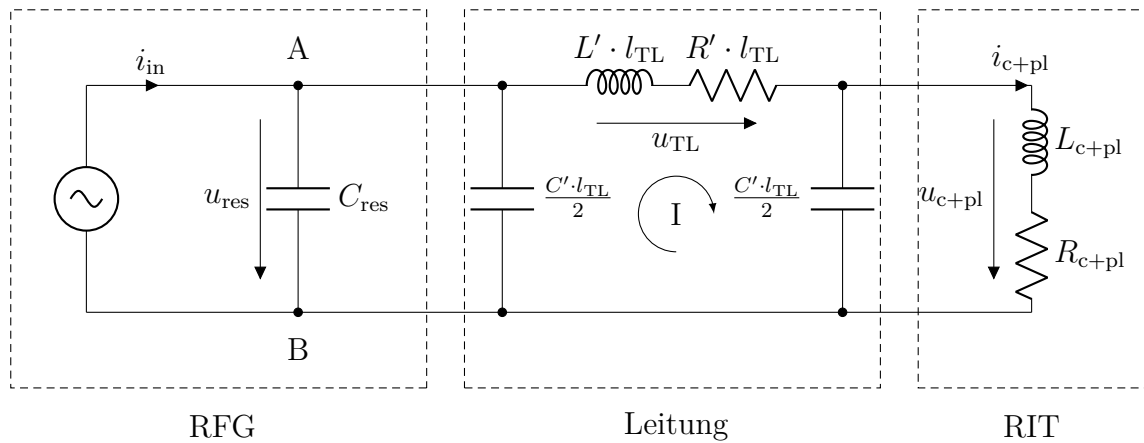 A
i_in
u_res
C_res
B
RFG
L′ · l_TL
R′ · l_TL
u_TL
C′·l_TL/2
I
C′·l_TL/2
Leitung
i_c+pl
L_c+pl
u_c+pl
R_c+pl
RIT